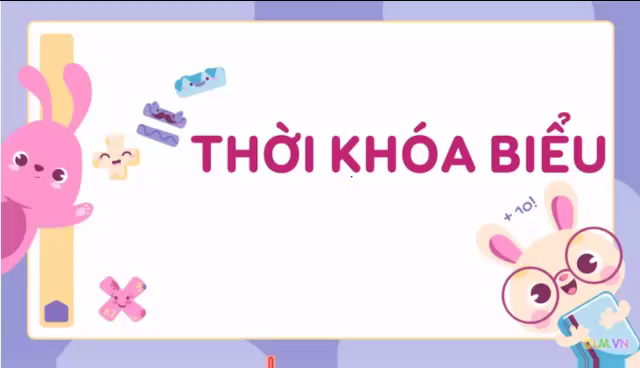 THỜI KHÓA BIỂU
+ 10!
OLM.VN